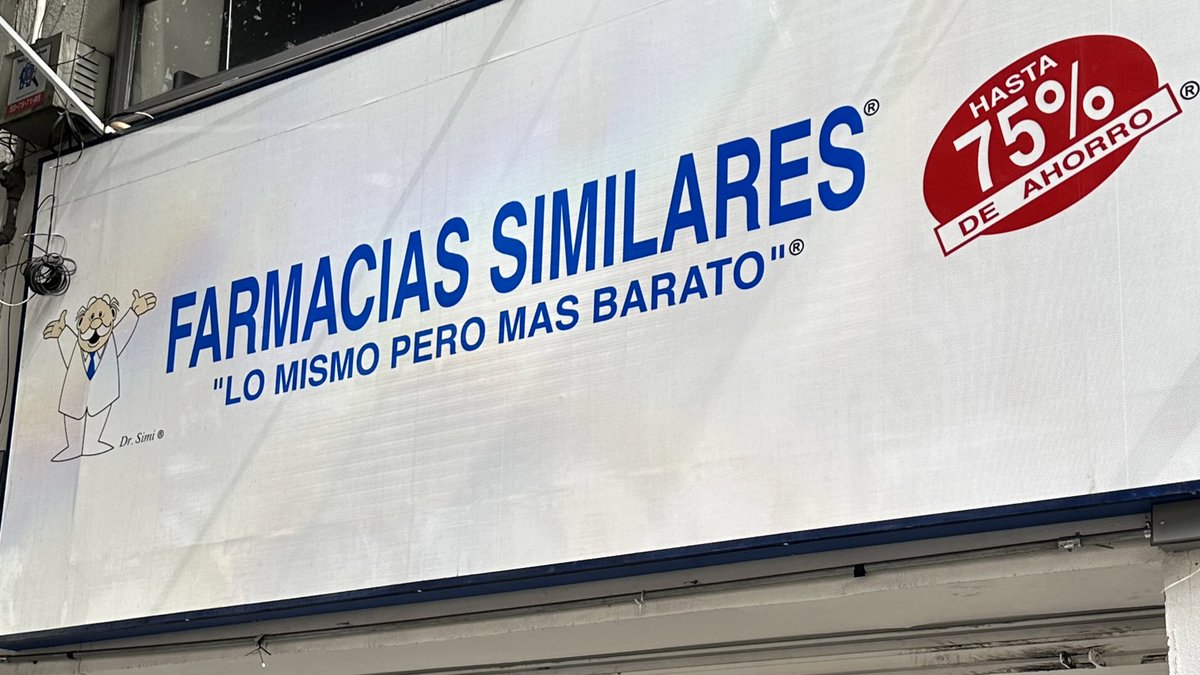 FARMACIAS SIMILARES®
"LO MISMO PERO MAS BARATO"®
HASTA
75%
DE AHORRO®
Dr. Simi®